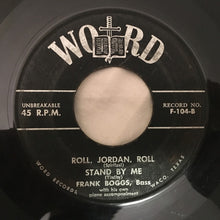 WORD
UNBREAKABLE
45 R.P.M.
RECORD NO.
F-104-B
ROLL, JORDAN, ROLL
(Spiritual)
STAND BY ME
(Tindley)
FRANK BOGGS, Bass
with his own
piano accompaniment
WORD RECORDS
WACO, TEXAS